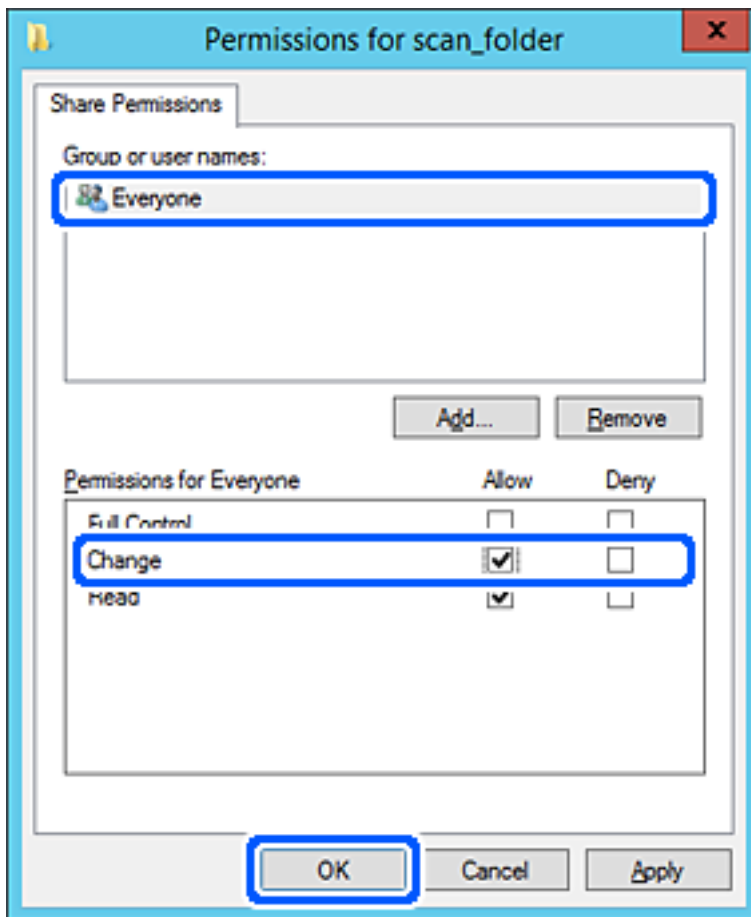 Permissions for scan_folder
x
Share Permissions
Group or user names:
Everyone
Add...
Remove
Permissions for Everyone Allow Deny
Full Control
Change
Read
OK Cancel Apply